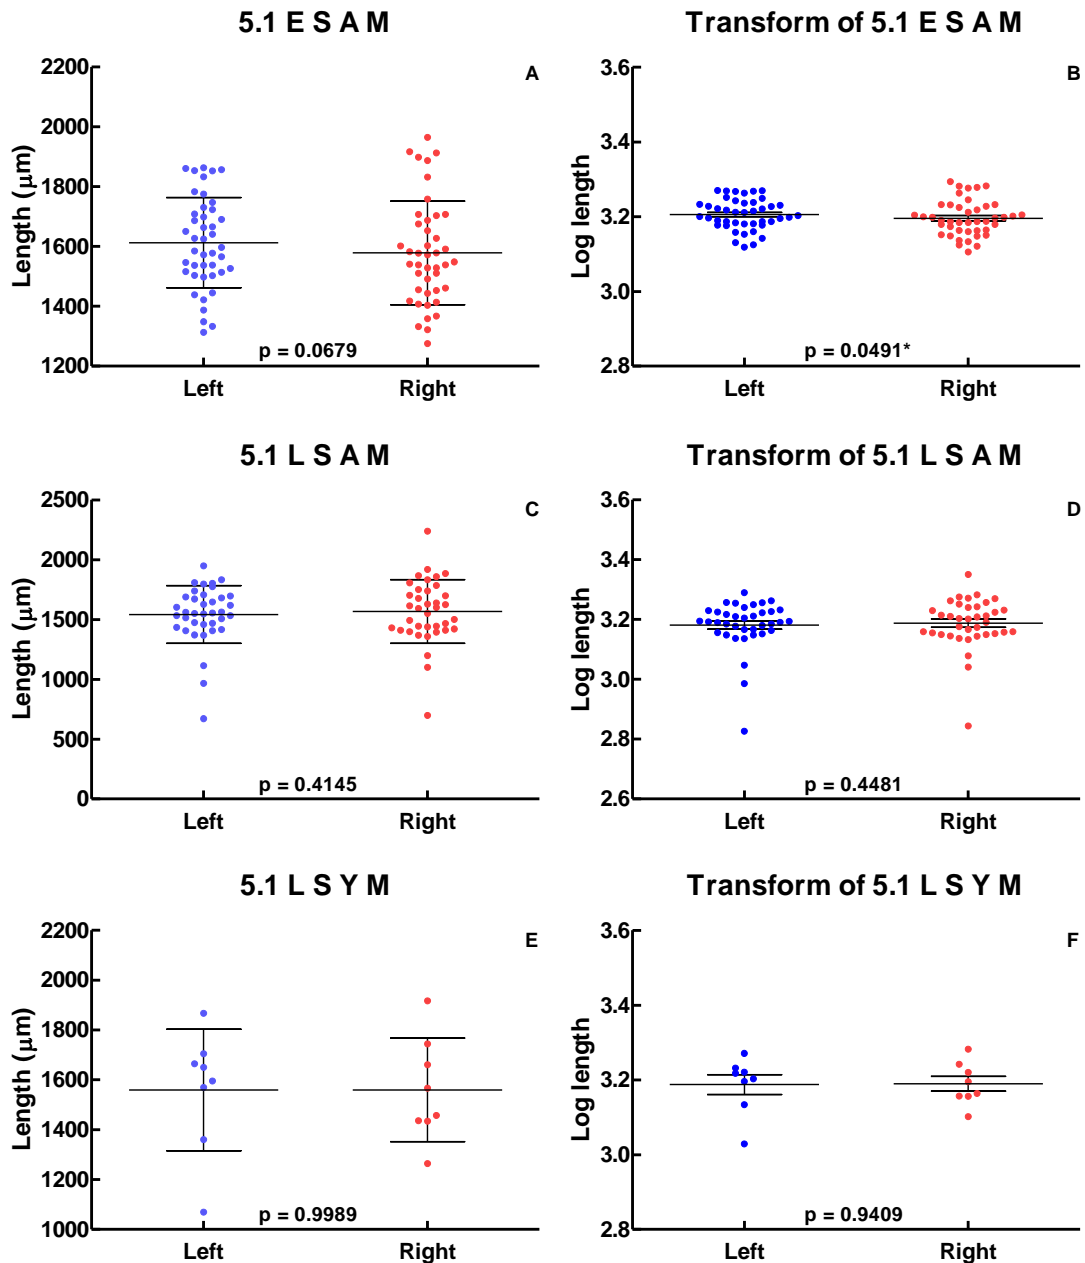 5.1 E S A M
2200
2000
1800
1600
1400
1200
Length (μm)
A
p = 0.0679
Left
Right
Transform of 5.1 E S A M
3.6
3.4
3.2
3.0
2.8
Log length
B
p = 0.0491*
Left
Right
5.1 L S A M
2500
2000
1500
1000
500
0
Length (μm)
C
p = 0.4145
Left
Right
Transform of 5.1 L S A M
3.6
3.4
3.2
3.0
2.8
2.6
Log length
D
p = 0.4481
Left
Right
5.1 L S Y M
2200
2000
1800
1600
1400
1200
1000
Length (μm)
E
p = 0.9989
Left
Right
Transform of 5.1 L S Y M
3.6
3.4
3.2
3.0
2.8
Log length
F
p = 0.9409
Left
Right